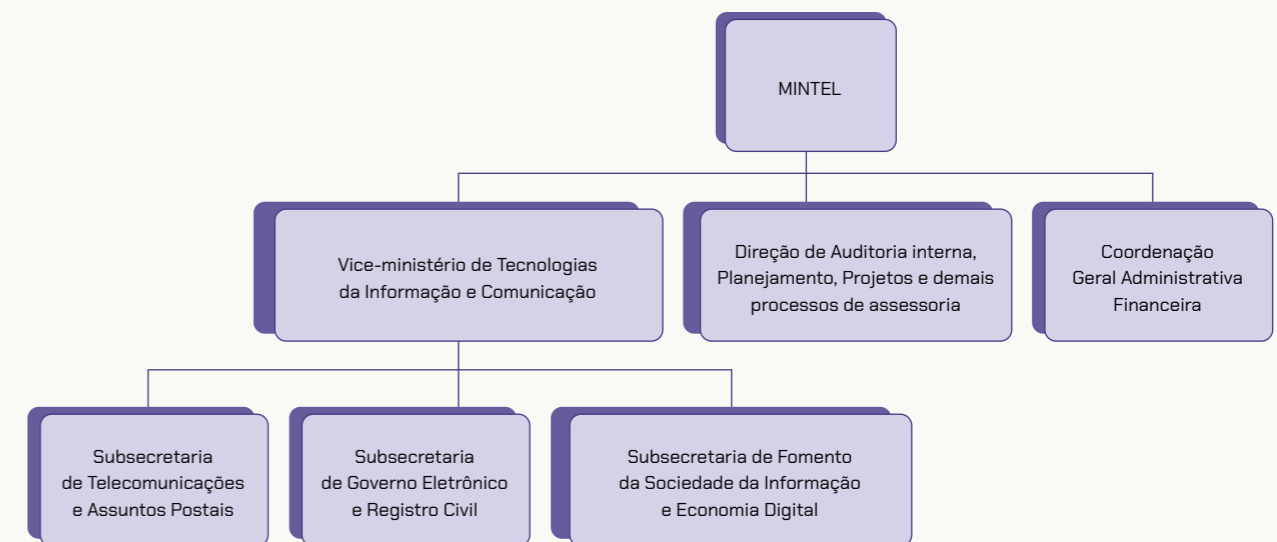 MINTEL
Vice-ministério de Tecnologias
da Informação e Comunicação
Direção de Auditoria interna,
Planejamento, Projetos e demais
processos de assessoria
Coordenação
Geral Administrativa
Financeira
Subsecretaria
de Telecomunicações
e Assuntos Postais
Subsecretaria
de Governo Eletrônico
e Registro Civil
Subsecretaria de Fomento
da Sociedade da Informação
e Economia Digital